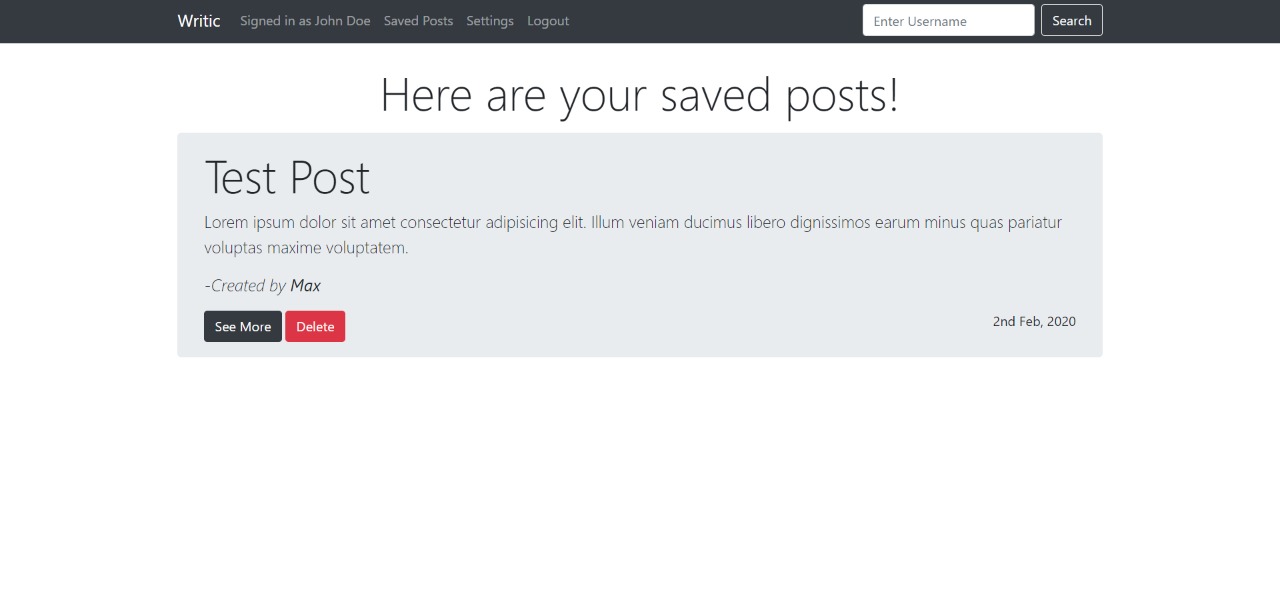 Writic Signed in as John Doe Saved Posts Settings Logout Enter Username Search
Here are your saved posts!
Test Post
Lorem ipsum dolor sit amet consectetur adipisicing elit. Illum veniam ducimus libero dignissimos earum minus quas pariatur
voluptas maxime voluptatem.
-Created by Max
See More Delete 2nd Feb, 2020